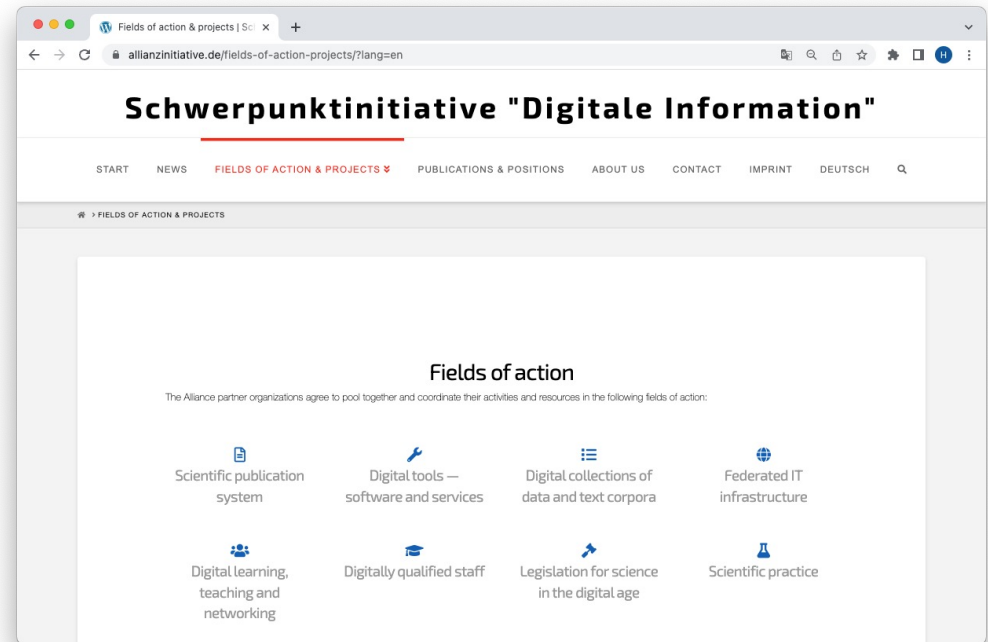 Fields of action & projects | Sc
allianzinitiative.de/fields-of-action-projects/?lang=en
H
Schwerpunktinitiative "Digitale Information"
START NEWS FIELDS OF ACTION & PROJECTS PUBLICATIONS & POSITIONS ABOUT US CONTACT IMPRINT DEUTSCH
> FIELDS OF ACTION & PROJECTS
Fields of action
The Alliance partner organizations agree to pool together and coordinate their activities and resources in the following fields of action:
Scientific publication
system
Digital tools —
software and services
Digital collections of
data and text corpora
Federated IT
infrastructure
Digital learning,
teaching and
networking
Digitally qualified staff
Legislation for science
in the digital age
Scientific practice